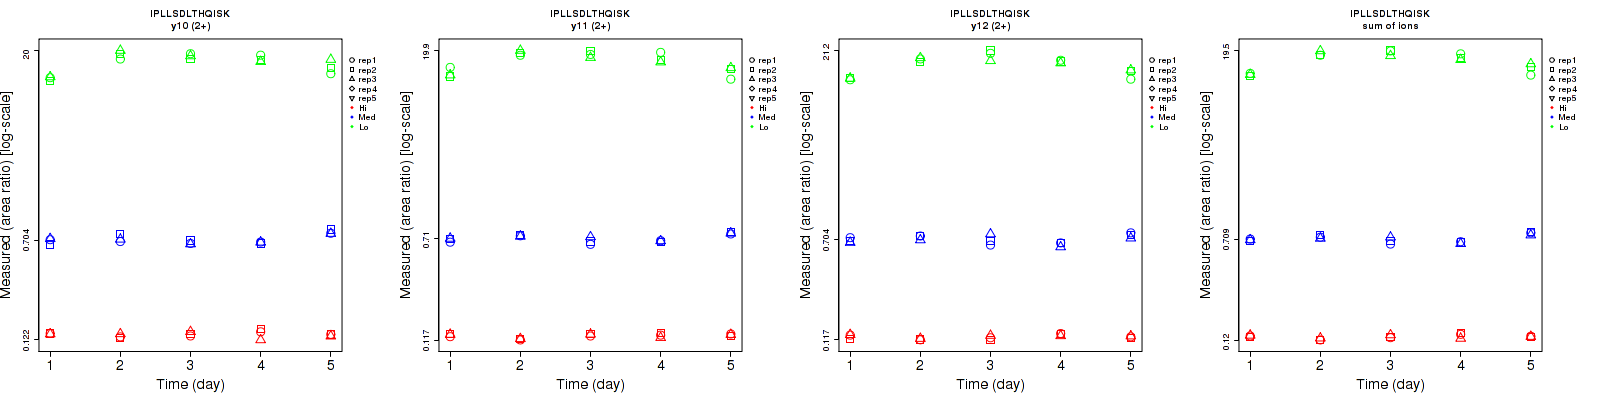 IPLLSDLTHQISK
y10 (2+)
Measured (area ratio) [log-scale]
20
0.704
0.122
1 2 3 4 5
Time (day)
rep1
rep2
rep3
rep4
rep5
Hi
Med
Lo
IPLLSDLTHQISK
y11 (2+)
Measured (area ratio) [log-scale]
19.9
0.71
0.117
1 2 3 4 5
Time (day)
rep1
rep2
rep3
rep4
rep5
Hi
Med
Lo
IPLLSDLTHQISK
y12 (2+)
Measured (area ratio) [log-scale]
21.2
0.704
0.117
1 2 3 4 5
Time (day)
rep1
rep2
rep3
rep4
rep5
Hi
Med
Lo
IPLLSDLTHQISK
sum of ions
Measured (area ratio) [log-scale]
19.5
0.709
0.12
1 2 3 4 5
Time (day)
rep1
rep2
rep3
rep4
rep5
Hi
Med
Lo